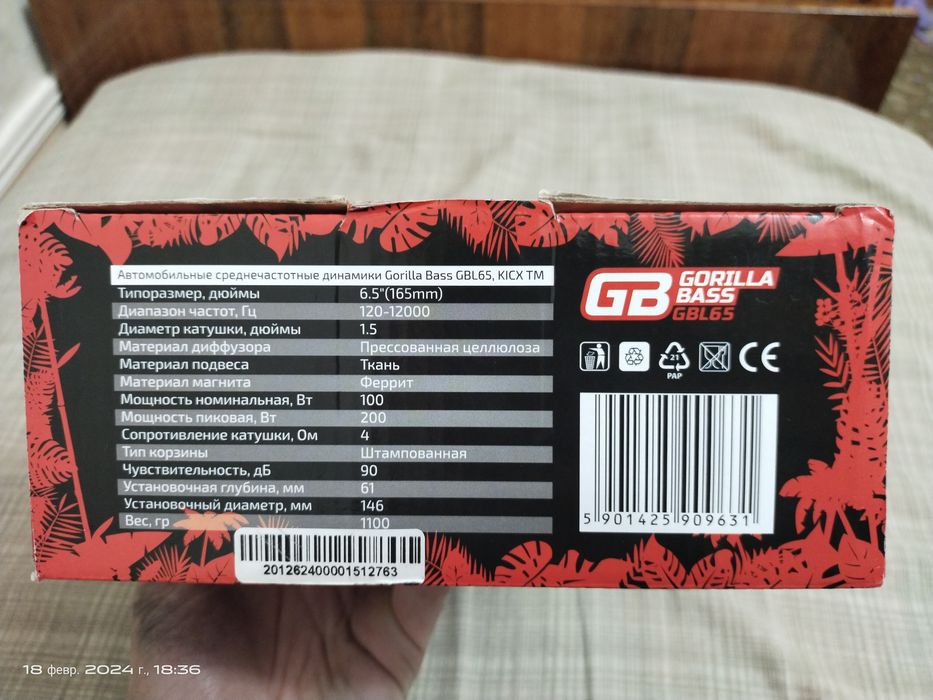 Автомобильные среднечастотные динамики Gorilla Bass GBL65, KICX TM
Типоразмер, дюймы 6.5"(165mm)
Диапазон частот, Гц 120-12000
Диаметр катушки, дюймы 1.5
Материал диффузора Прессованная целлюлоза
Материал подвеса Ткань
Материал магнита Феррит
Мощность номинальная, Вт 100
Мощность пиковая, Вт 200
Сопротивление катушки, Ом 4
Тип корзины Штампованная
Чувствительность, дБ 90
Установочная глубина, мм 61
Установочный диаметр, мм 146
Вес, гр 1100
201262400001512763
GB GORILLA
BASS
GBL65
21
PAP
CE
5 901425 909631
18 февр. 2024 г., 18:36